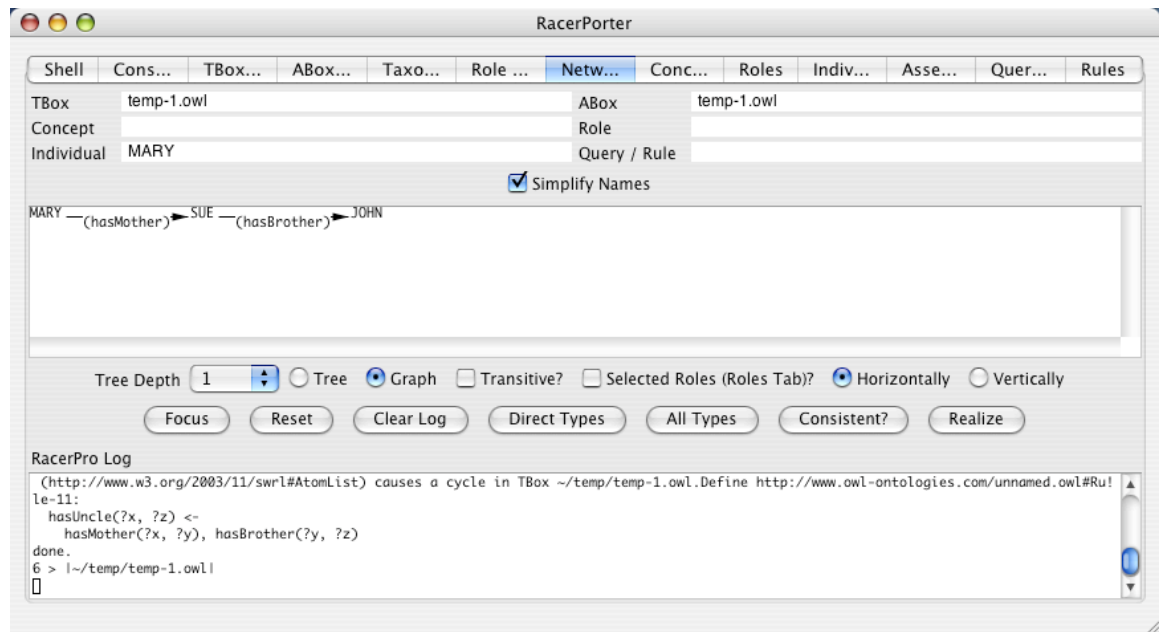 RacerPorter
Shell Cons... TBox... ABox... Taxo... Role ... Netw... Conc... Roles Indiv... Asse... Quer... Rules
TBox temp-1.owl ABox temp-1.owl
Concept Role
Individual MARY Query / Rule
Simplify Names
MARY (hasMother) SUE (hasBrother) JOHN
Tree Depth 1 Tree Graph Transitive? Selected Roles (Roles Tab)? Horizontally Vertically
Focus Reset Clear Log Direct Types All Types Consistent? Realize
RacerPro Log
(http://www.w3.org/2003/11/swrl#AtomList) causes a cycle in TBox ~/temp/temp-1.owl.Define http://www.owl-ontologies.com/unnamed.owl#Ru!
le-11:
hasUncle(?x, ?z) <-
hasMother(?x, ?y), hasBrother(?y, ?z)
done.
6 > |~/temp/temp-1.owl|